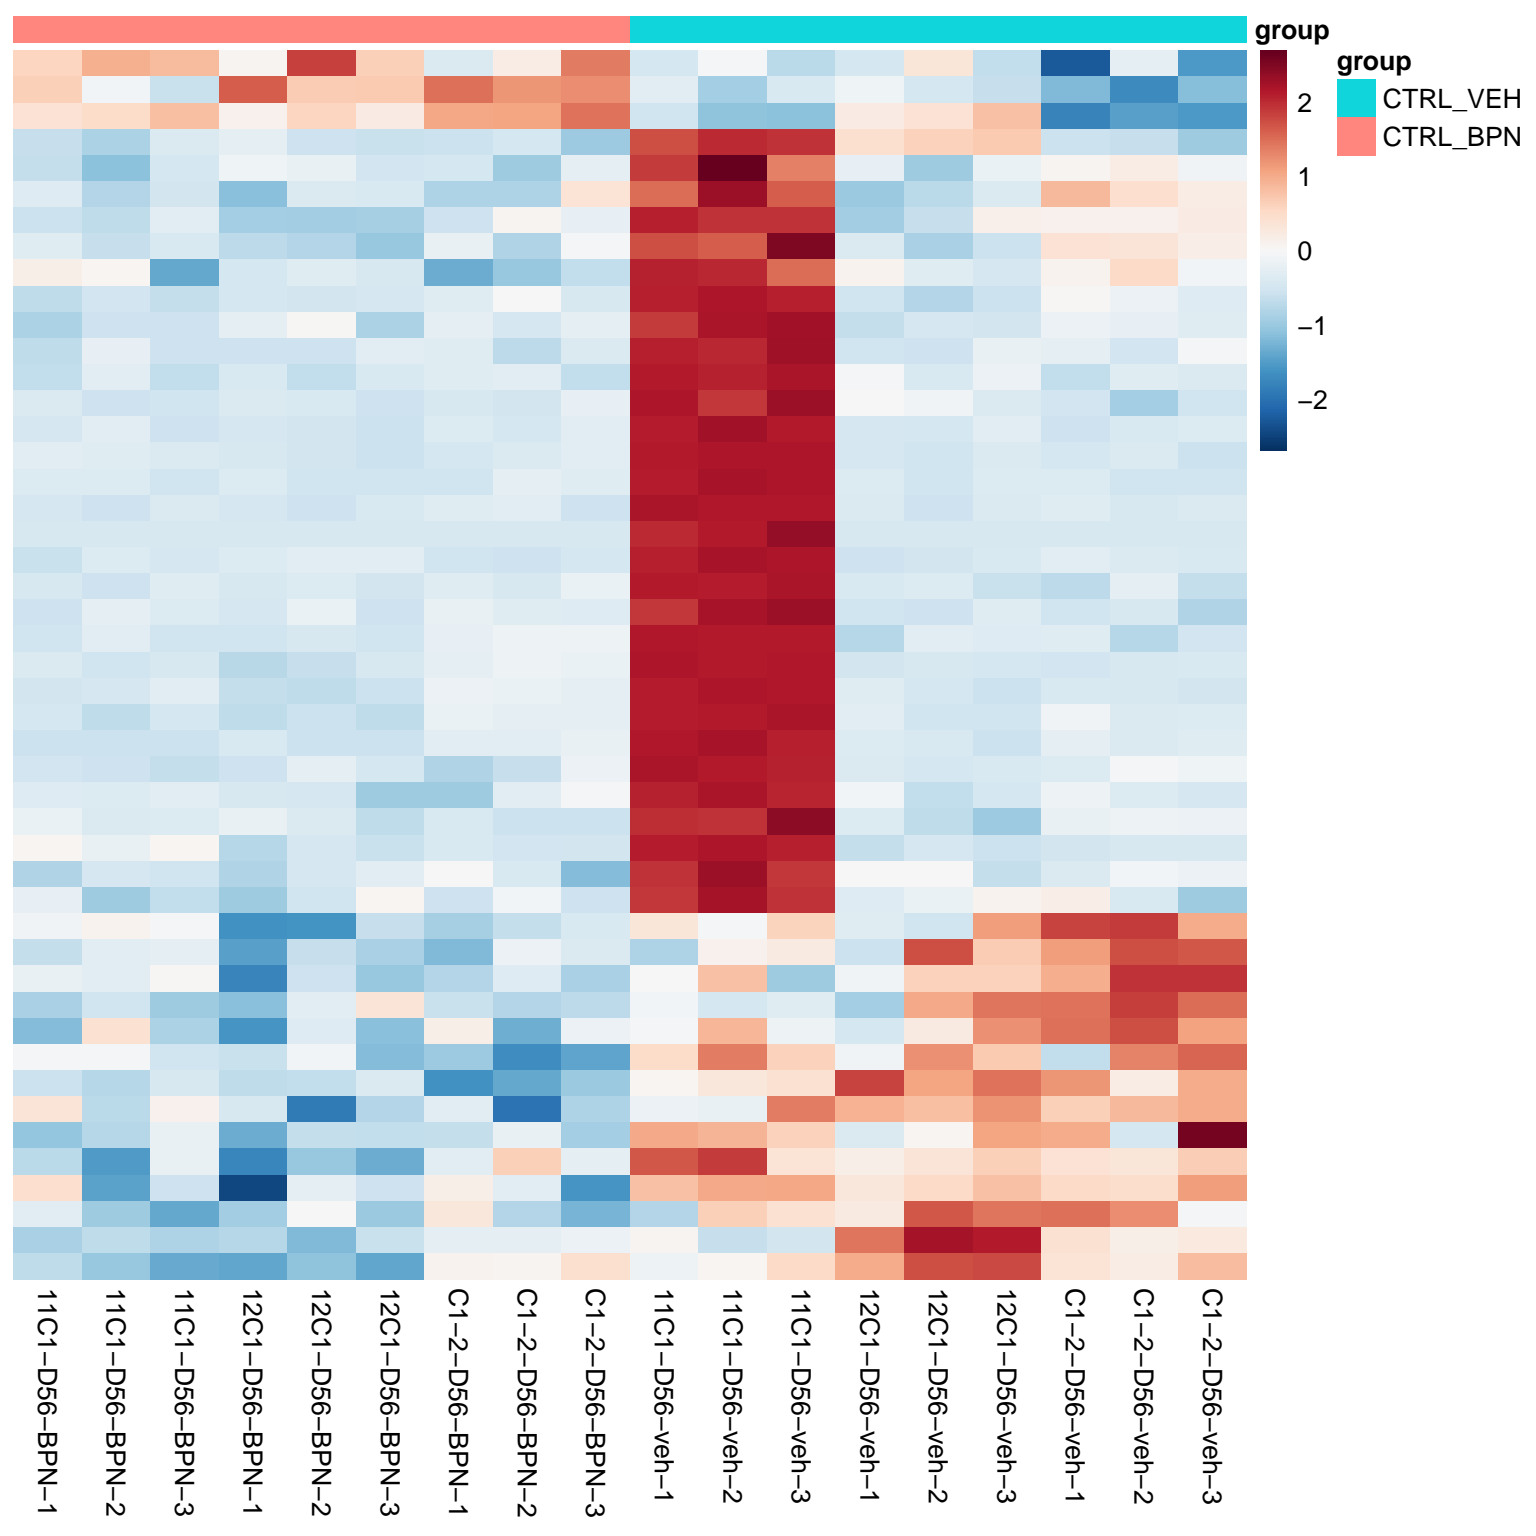 group
group
CTRL_VEH
CTRL_BPN
2
1
0
−1
−2
11C1−D56−BPN−1
11C1−D56−BPN−2
11C1−D56−BPN−3
12C1−D56−BPN−1
12C1−D56−BPN−2
12C1−D56−BPN−3
C1−2−D56−BPN−1
C1−2−D56−BPN−2
C1−2−D56−BPN−3
11C1−D56−veh−1
11C1−D56−veh−2
11C1−D56−veh−3
12C1−D56−veh−1
12C1−D56−veh−2
12C1−D56−veh−3
C1−2−D56−veh−1
C1−2−D56−veh−2
C1−2−D56−veh−3